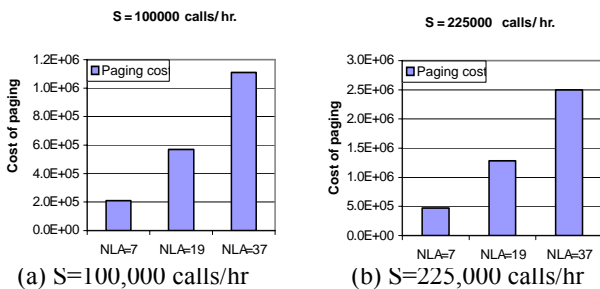 S = 100000 calls/ hr.
Paging cost
Cost of paging
1.2E+06
1.0E+06
8.0E+05
6.0E+05
4.0E+05
2.0E+05
0.0E+00
NLA=7 NLA=19 NLA=37
(a) S=100,000 calls/hr
S = 225000 calls/ hr.
Paging cost
Cost of paging
3.0E+06
2.5E+06
2.0E+06
1.5E+06
1.0E+06
5.0E+05
0.0E+00
NLA=7 NLA=19 NLA=37
(b) S=225,000 calls/hr